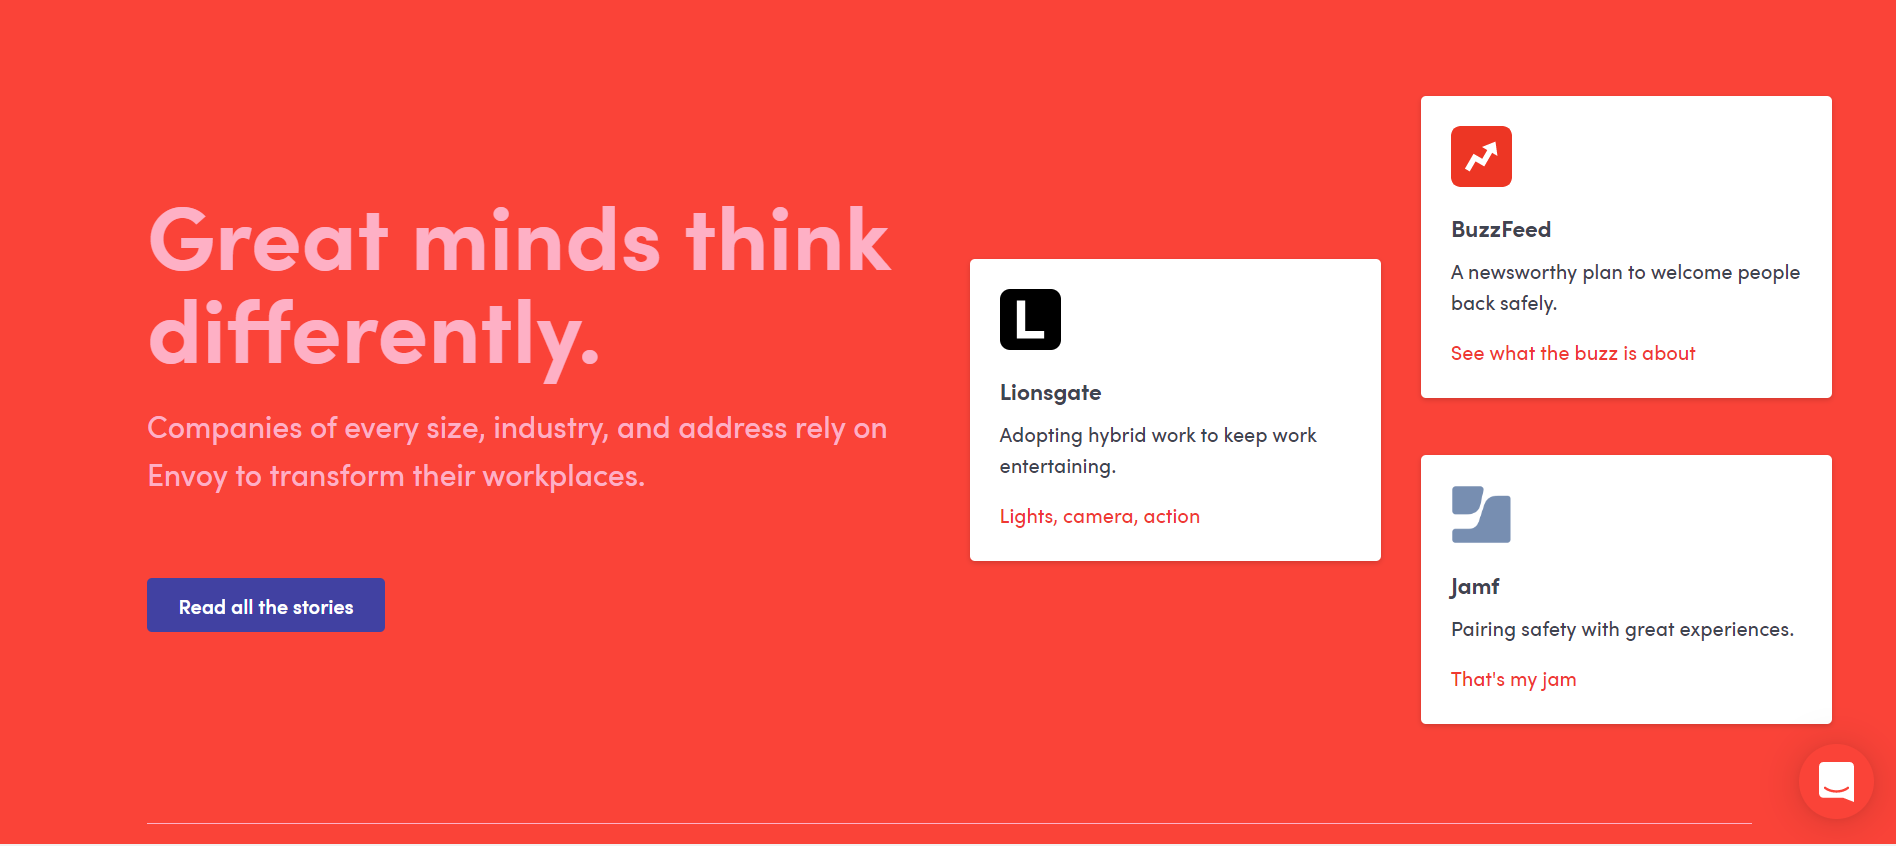 Great minds think
differently.
Companies of every size, industry, and address rely on
Envoy to transform their workplaces.
Read all the stories
L
Lionsgate
Adopting hybrid work to keep work
entertaining.
Lights, camera, action
BuzzFeed
A newsworthy plan to welcome people
back safely.
See what the buzz is about
Jamf
Pairing safety with great experiences.
That's my jam